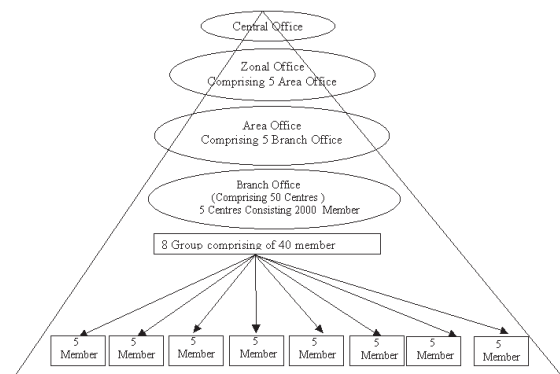 Central Office
Zonal Office
Comprising 5 Area Office
Area Office
Comprising 5 Branch Office
Branch Office
(Comprising 50 Centres )
5 Centres Consisting 2000 Member
8 Group comprising of 40 member
5 5 5 5 5 5 5 5
Member Member Member Member Member Member Member Member